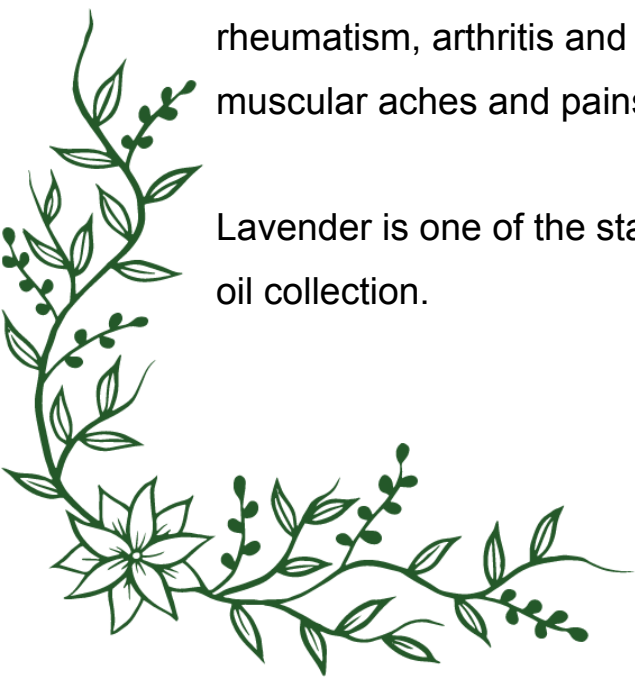 rheumatism, arthritis and
muscular aches and pains
Lavender is one of the
oil collection.